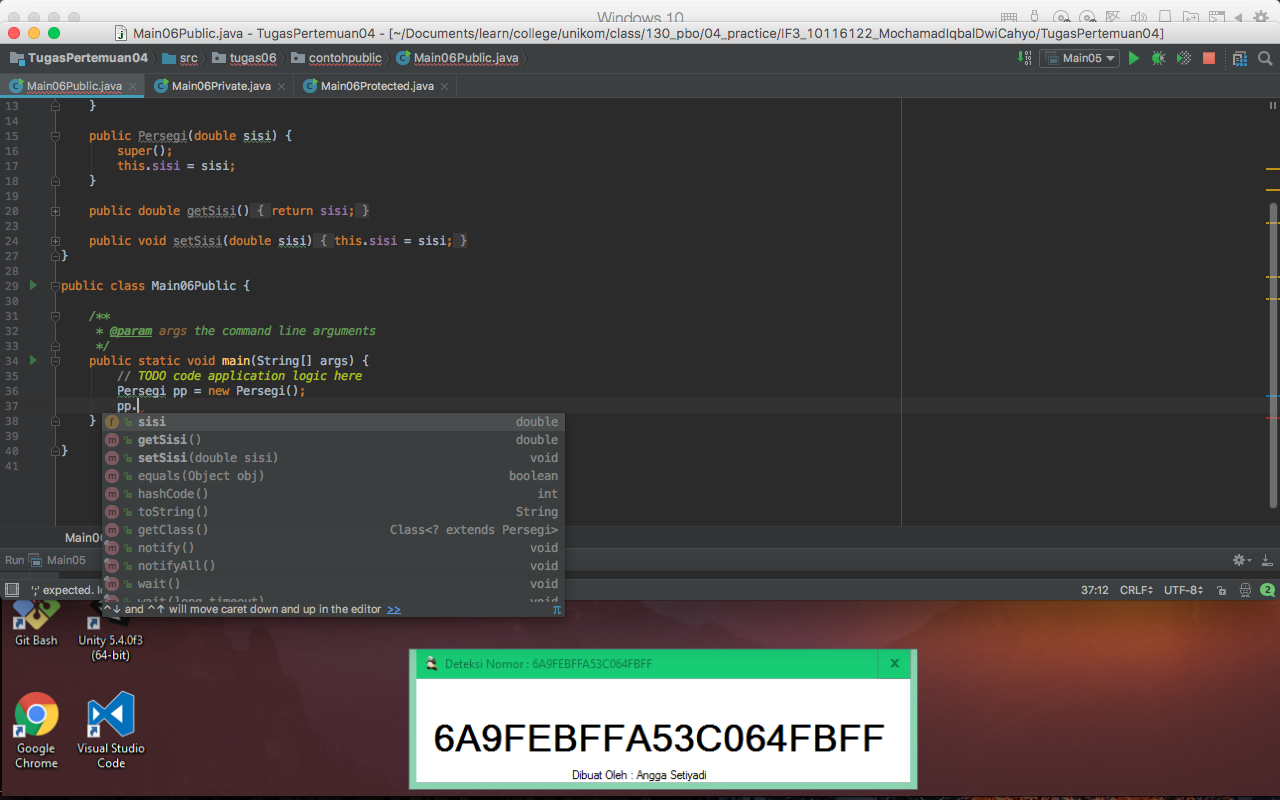 Windows 10
Main06Public.java - TugasPertemuan04 - [~/Documents/learn/college/unikom/class/130_pbo/04_practice/IF3_10116122_MochamadIqbalDwiCahyo/TugasPertemuan04]
TugasPertemuan04 src tugas06 contohpublic Main06Public.java Main05
Main06Public.java Main06Private.java Main06Protected.java
13 }
14
15 public Persegi(double sisi) {
16 super();
17 this.sisi = sisi;
18 }
19
20 public double getSisi() { return sisi; }
23
24 public void setSisi(double sisi) { this.sisi = sisi; }
27 }
28
29 public class Main06Public {
30
31 /**
32 * @param args the command line arguments
33 */
34 public static void main(String[] args) {
35 // TODO code application logic here
36 Persegi pp = new Persegi();
37 pp.
38 }
39
40 }
41
sisi double
getSisi() double
setSisi(double sisi) void
equals(Object obj) boolean
hashCode() int
toString() String
getClass() Class<? extends Persegi>
notify() void
notifyAll() void
wait() void
wait(long timeout) void
^↓ and ^↑ will move caret down and up in the editor >> π
Main0
Run Main05
';' expected.
37:12 CRLF UTF-8 2
Git Bash
Unity 5.4.0f3
(64-bit)
Google
Chrome
Visual Studio
Code
Deteksi Nomor : 6A9FEBFFA53C064FBFF X
6A9FEBFFA53C064FBFF
Dibuat Oleh : Angga Setiyadi